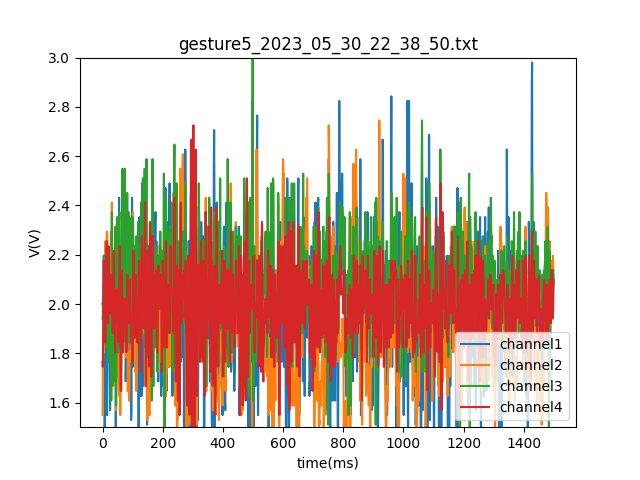 gesture5_2023_05_30_22_38_50.txt
3.0
2.8
2.6
2.4
2.2
2.0
1.8
1.6
V(V)
0 200 400 600 800 1000 1200 1400
time(ms)
channel1
channel2
channel3
channel4